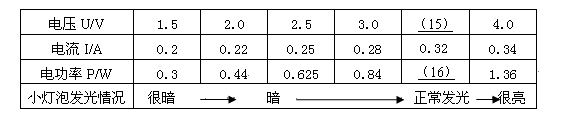 电压 U/V 1.5 2.0 2.5 3.0 (15) 4.0
电流 I/A 0.2 0.22 0.25 0.28 0.32 0.34
电功率 P/W 0.3 0.44 0.625 0.84 (16) 1.36
小灯泡发光情况 很暗 → 暗 → 正常发光 → 很亮